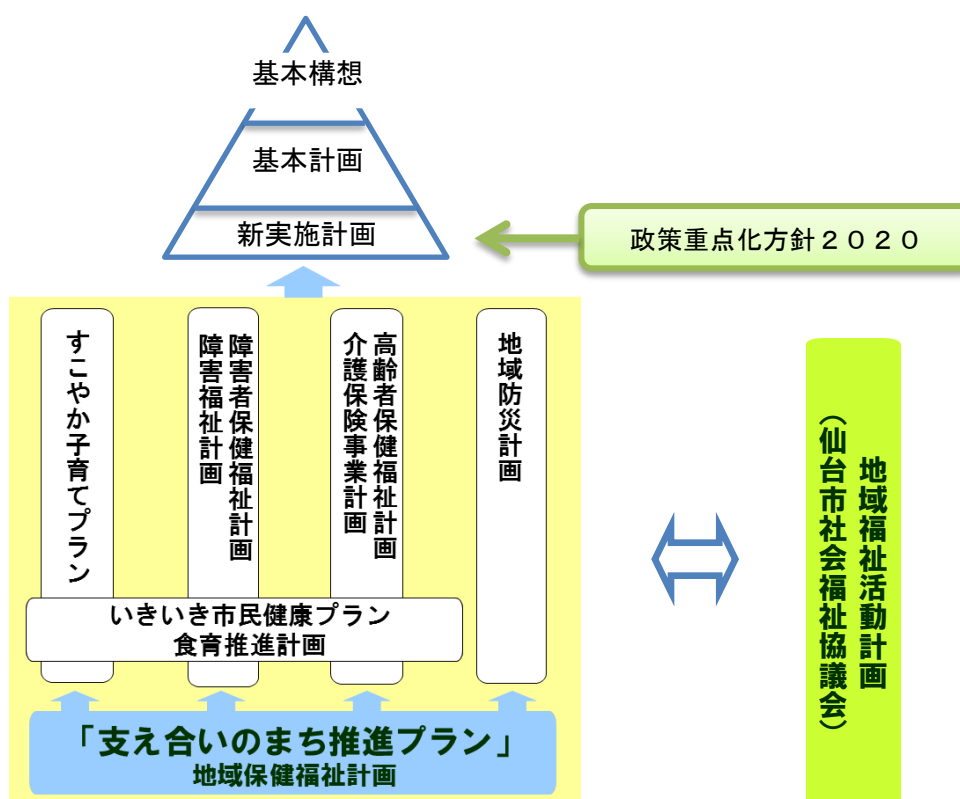 基本構想
基本計画
新実施計画
政策重点化方針２０２０
すこやか子育てプラン
障害者保健福祉計画
障害福祉計画
高齢者保健福祉計画
介護保険事業計画
地域防災計画
いきいき市民健康プラン
食育推進計画
「支え合いのまち推進プラン」
地域保健福祉計画
地域福祉活動計画
（仙台市社会福祉協議会）